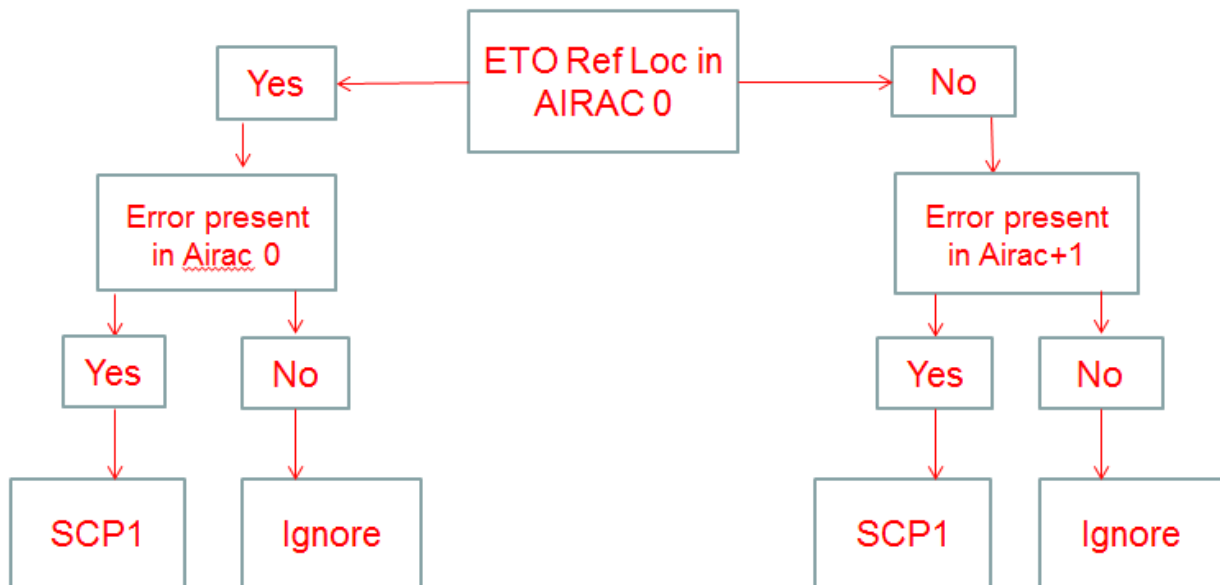 ETO Ref Loc in
AIRAC 0
Yes
No
Error present
in Airac 0
Error present
in Airac+1
Yes
No
Yes
No
SCP1
Ignore
SCP1
Ignore